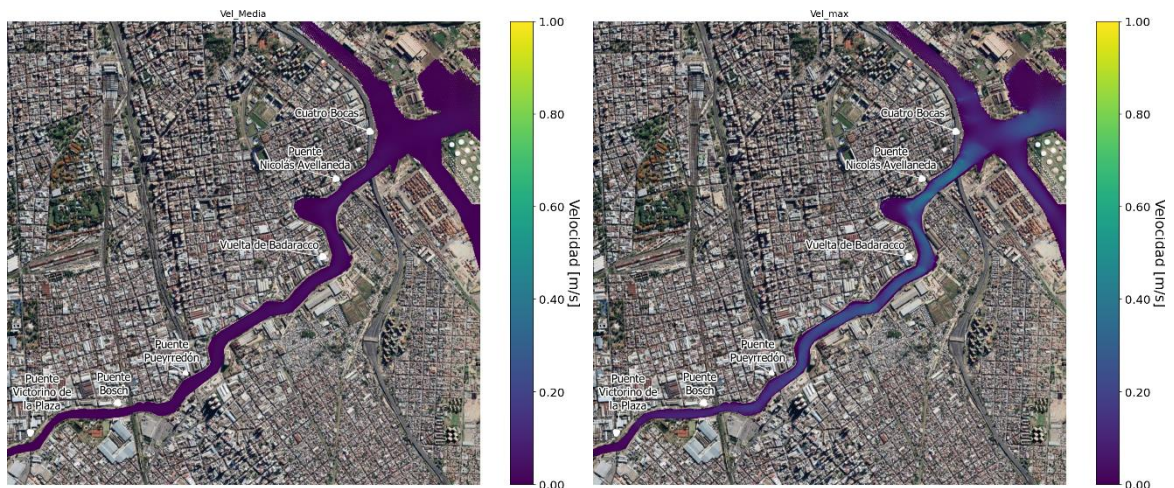 Vel_Media
Cuatro Bocas
Puente
Nicolás Avellaneda
Vuelta de Badaracco
Puente
Pueyrredón
Puente
Bosch
Puente
Victorino de
la Plaza
1.00
0.80
0.60
0.40
0.20
0.00
Velocidad [m/s]
Vel_max
Cuatro Bocas
Puente
Nicolás Avellaneda
Vuelta de Badaracco
Puente
Pueyrredón
Puente
Bosch
Puente
Victorino de
la Plaza
1.00
0.80
0.60
0.40
0.20
0.00
Velocidad [m/s]